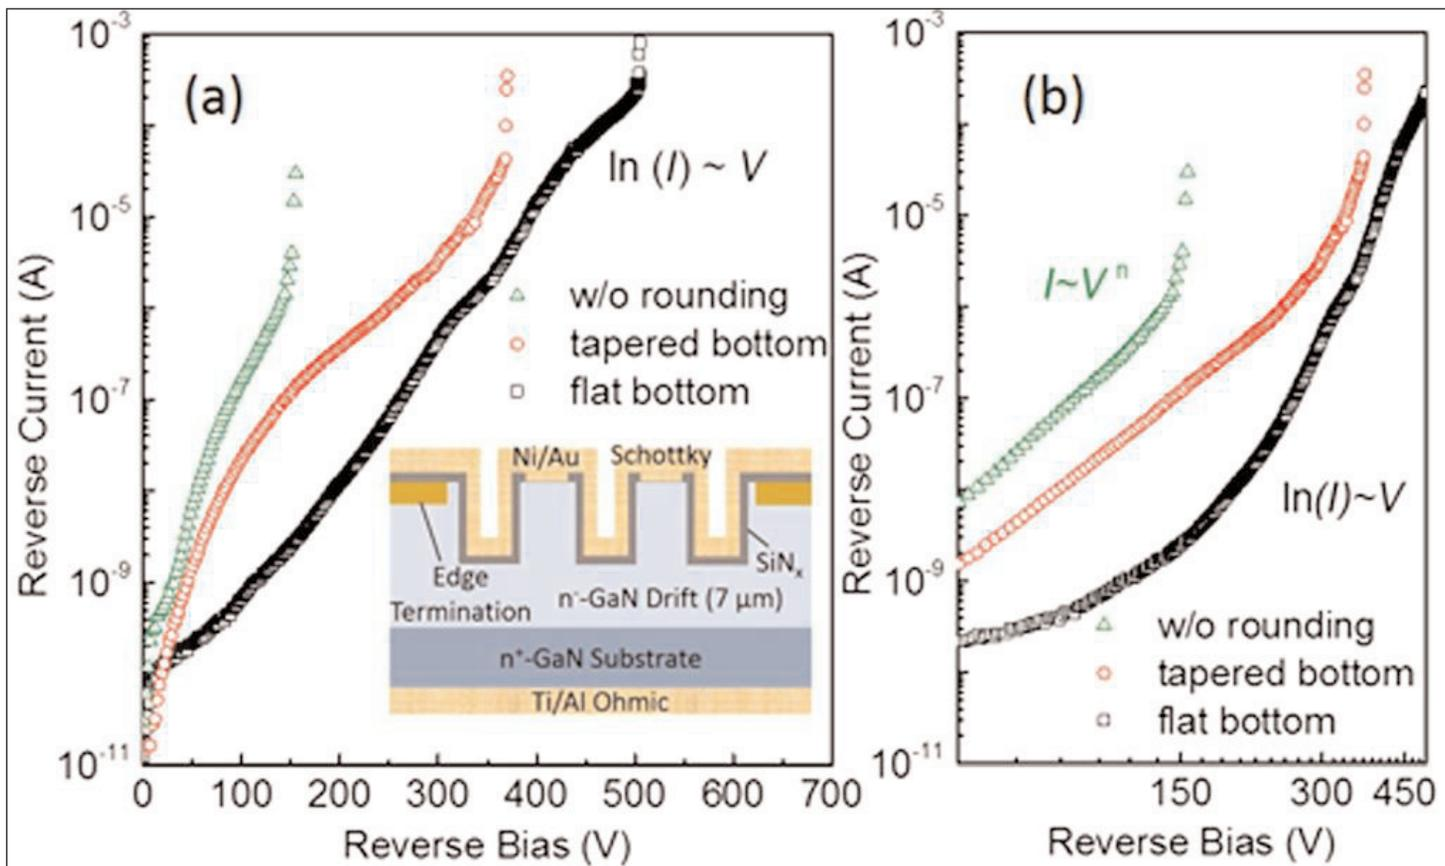 (a)
Reverse Current (A)
10⁻³
10⁻⁵
10⁻⁷
10⁻⁹
10⁻¹¹
ln (I) ~ V
w/o rounding
tapered bottom
flat bottom
Ni/Au
Schottky
SiNₓ
Edge
Termination
n⁻-GaN Drift (7 μm)
n⁺-GaN Substrate
Ti/Al Ohmic
0 100 200 300 400 500 600 700
Reverse Bias (V)
(b)
Reverse Current (A)
10⁻³
10⁻⁵
10⁻⁷
10⁻⁹
10⁻¹¹
I~Vⁿ
ln(I)~V
w/o rounding
tapered bottom
flat bottom
150 300 450
Reverse Bias (V)